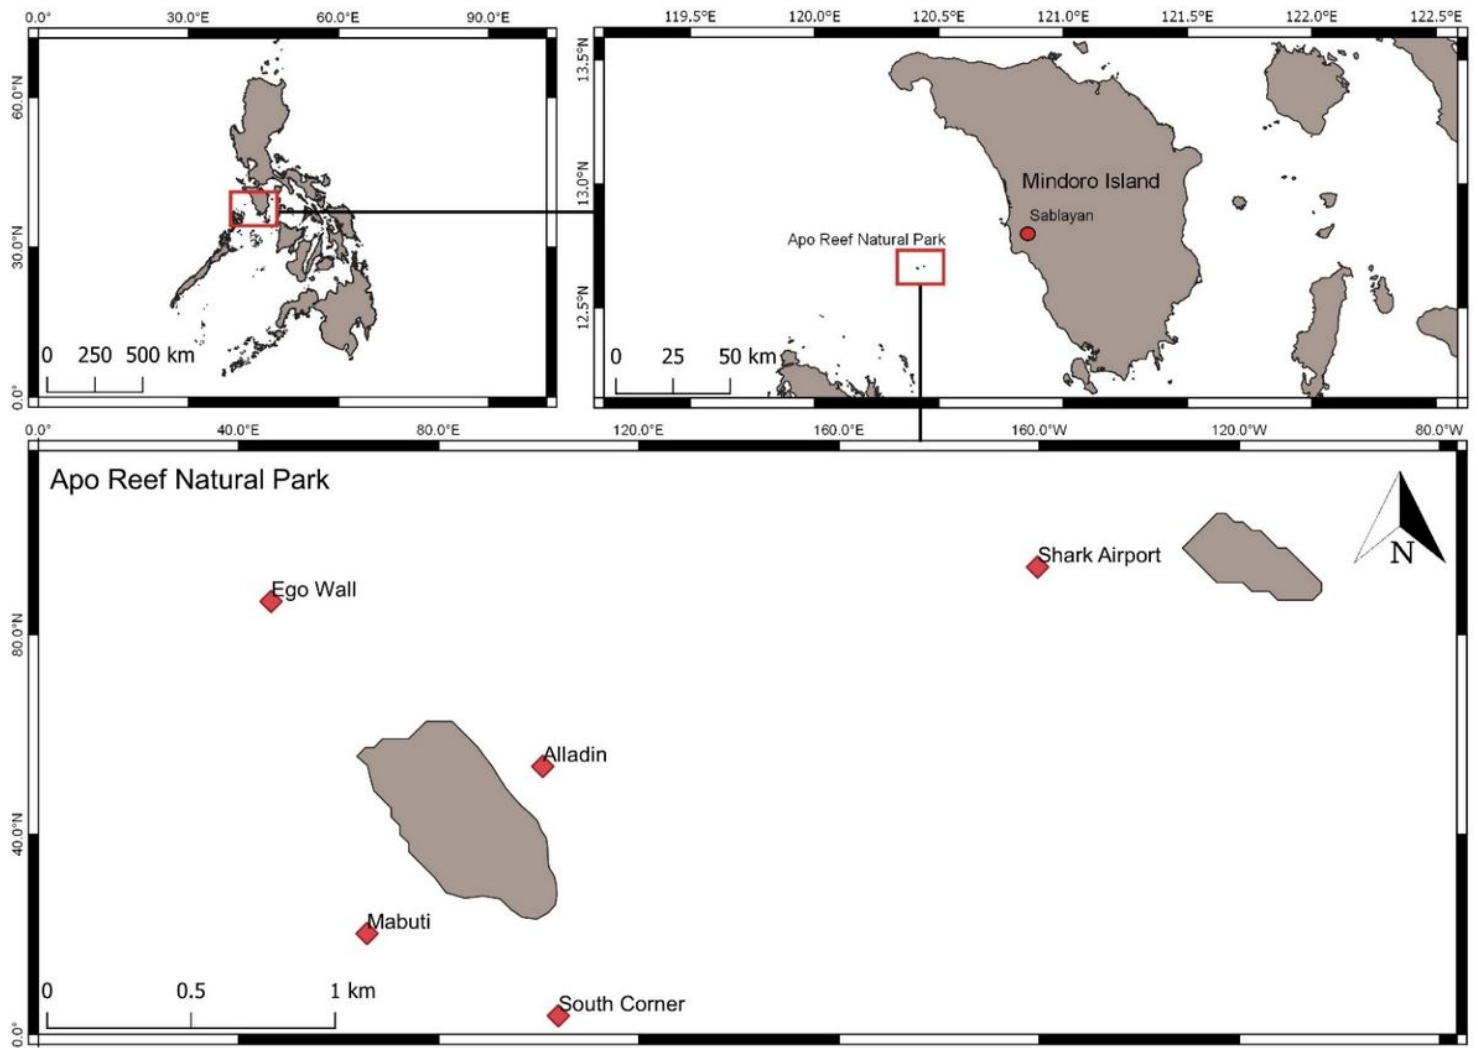 0.0° 30.0°E 60.0°E 90.0°E
60.0°N
30.0°N
0.0°
0 250 500 km
119.5°E 120.0°E 120.5°E 121.0°E 121.5°E 122.0°E 122.5°E
13.5°N
13.0°N
12.5°N
Mindoro Island
Sablayan
Apo Reef Natural Park
0 25 50 km
0.0° 40.0°E 80.0°E 120.0°E 160.0°E 160.0°W 120.0°W 80.0°W
80.0°N
40.0°N
0.0°
Apo Reef Natural Park
N
Shark Airport
Ego Wall
Alladin
Mabuti
South Corner
0 0.5 1 km